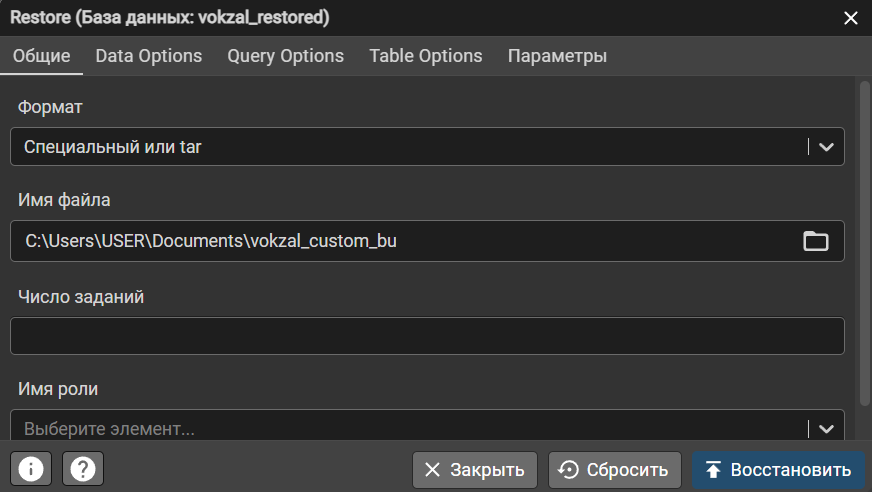 Restore (База данных: vokzal_restored)
Общие Data Options Query Options Table Options Параметры
Формат
Специальный или tar
Имя файла
C:\Users\USER\Documents\vokzal_custom_bu
Число заданий
Имя роли
Выберите элемент...
Закрыть Сбросить Восстановить